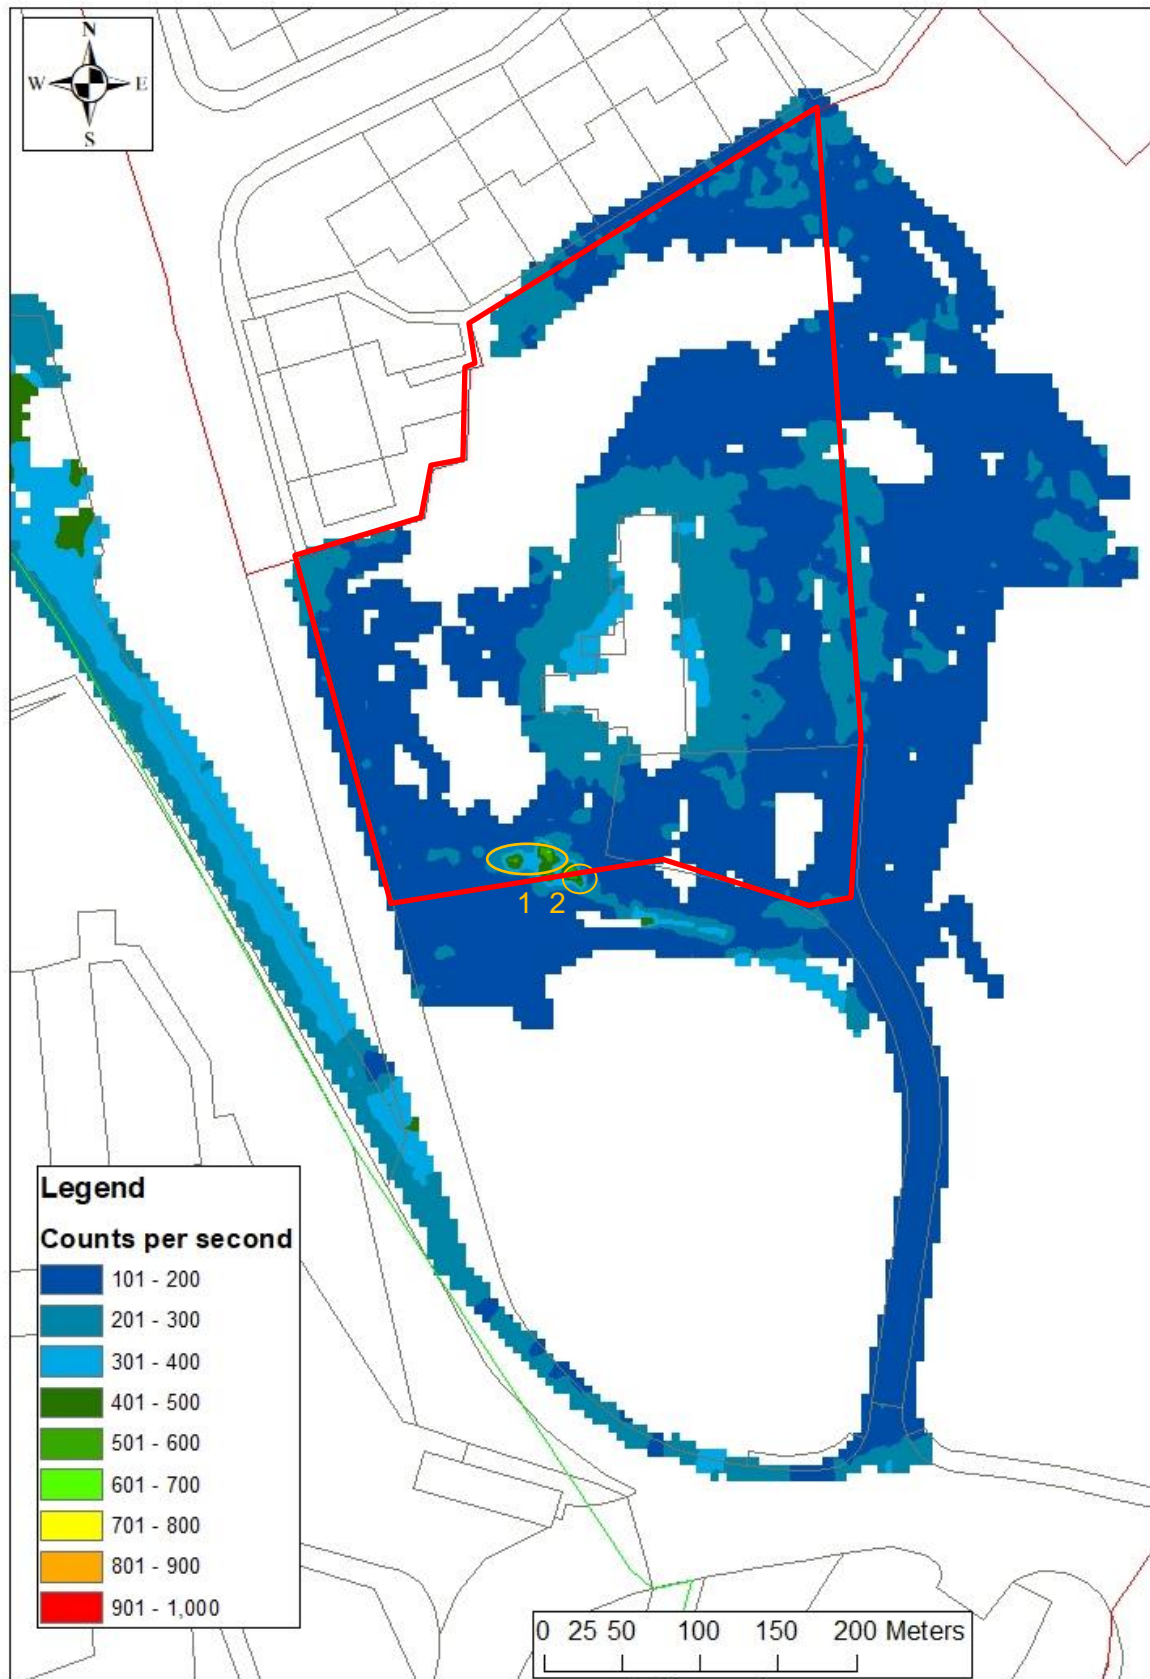 N
W E
S
1 2
Legend
Counts per second
101 - 200
201 - 300
301 - 400
401 - 500
501 - 600
601 - 700
701 - 800
801 - 900
901 - 1,000
0 25 50 100 150 200 Meters